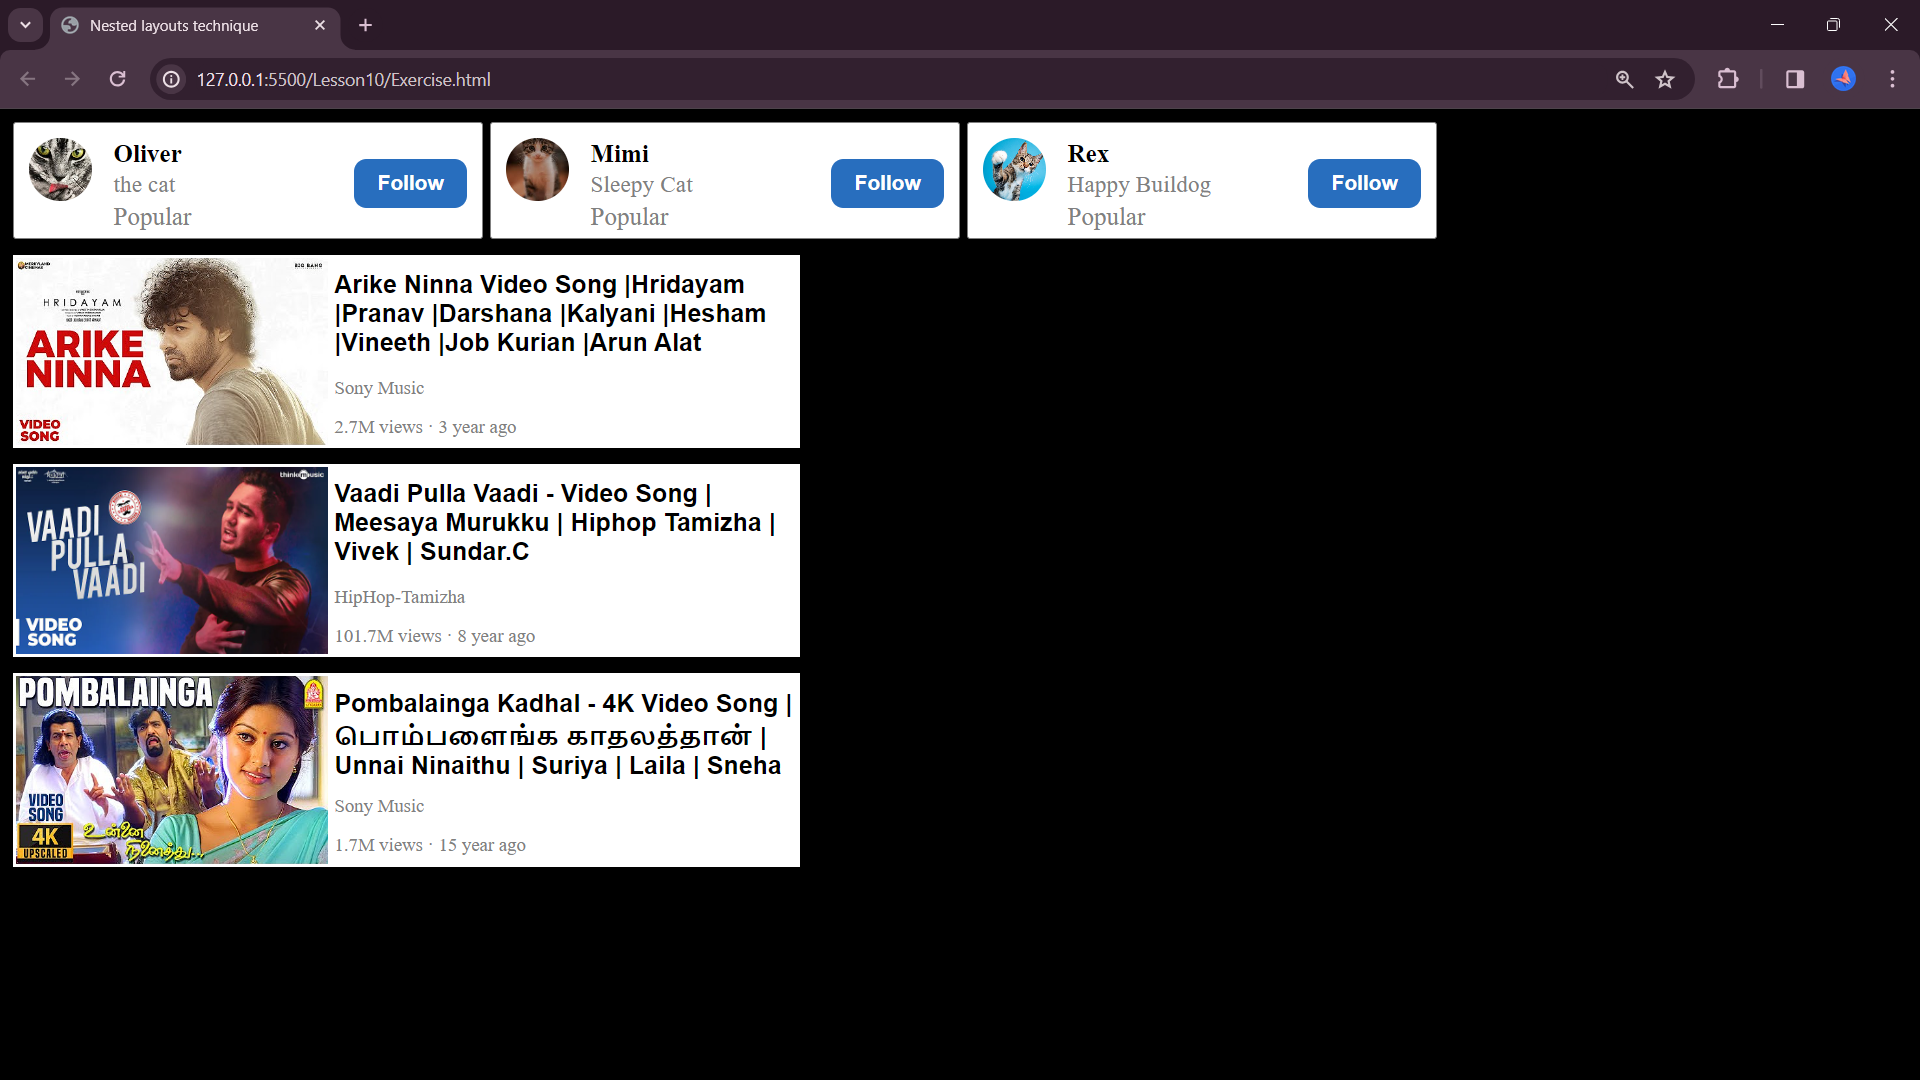 Nested layouts technique
127.0.0.1:5500/Lesson10/Exercise.html
Oliver
the cat
Popular
Follow
Mimi
Sleepy Cat
Popular
Follow
Rex
Happy Buildog
Popular
Follow
HRIDAYAM
ARIKE
NINNA
VIDEO
SONG
BIG BANG
Arike Ninna Video Song |Hridayam
|Pranav |Darshana |Kalyani |Hesham
|Vineeth |Job Kurian |Arun Alat
Sony Music
2.7M views · 3 year ago
think music
VAADI
PULLA
VAADI
VIDEO
SONG
Vaadi Pulla Vaadi - Video Song |
Meesaya Murukku | Hiphop Tamizha |
Vivek | Sundar.C
HipHop-Tamizha
101.7M views · 8 year ago
POMBALAINGA
VIDEO
SONG
4K
UPSCALED
உன்னை
நினைத்து...
Pombalainga Kadhal - 4K Video Song |
பொம்பளைங்க காதலத்தான் |
Unnai Ninaithu | Suriya | Laila | Sneha
Sony Music
1.7M views · 15 year ago